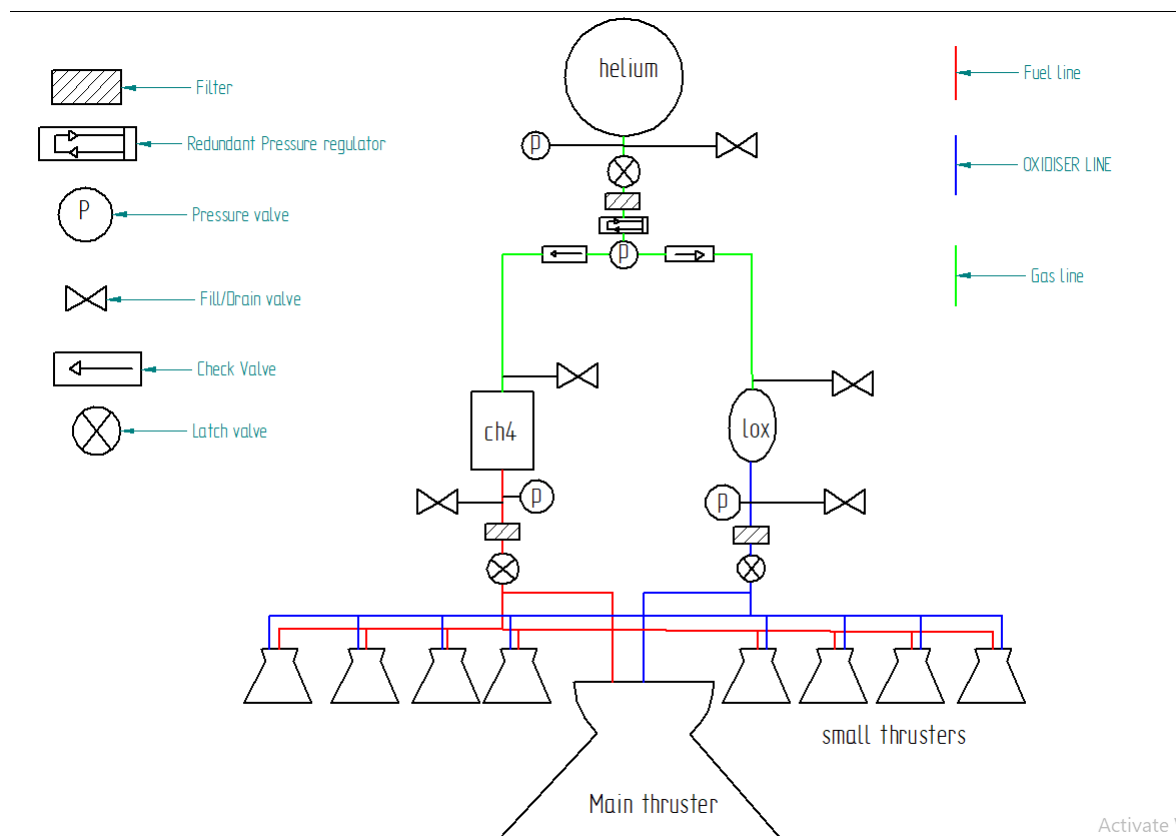 helium
Filter
Redundant Pressure regulator
P
Pressure valve
Fill/Drain valve
Check Valve
Latch valve
Fuel line
OXIDISER LINE
Gas line
P
P
ch4
lox
P
P
small thrusters
Main thruster
Activate